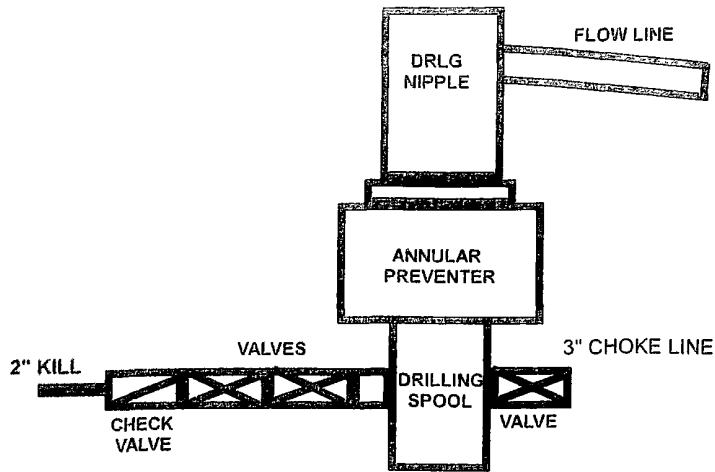 FLOW LINE
DRLG
NIPPLE
ANNULAR
PREVENTER
VALVES
3" CHOKE LINE
2" KILL
DRILLING
SPOOL
CHECK
VALVE
VALVE